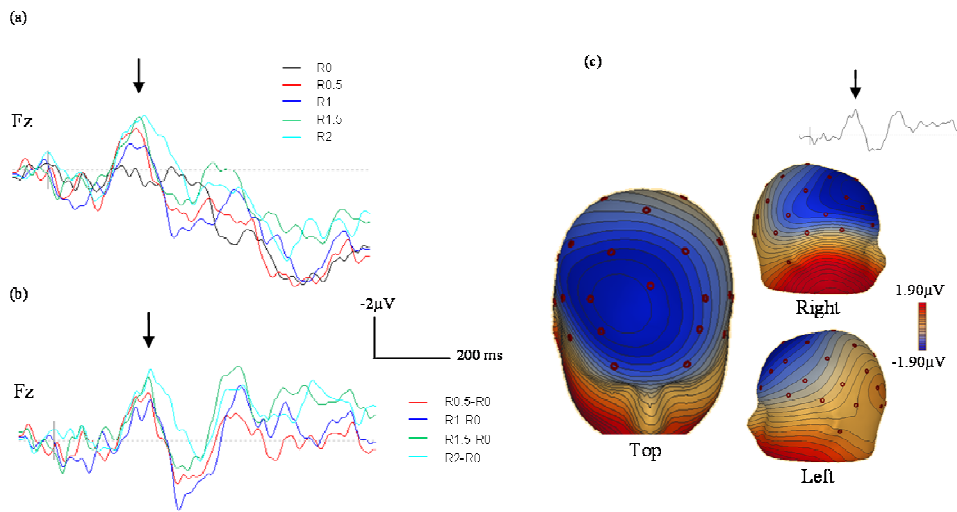 (a)
Fz
R0
R0.5
R1
R1.5
R2
(b)
Fz
-2µV
200 ms
R0.5-R0
R1-R0
R1.5-R0
R2-R0
(c)
Top
Right
1.90µV
-1.90µV
Left